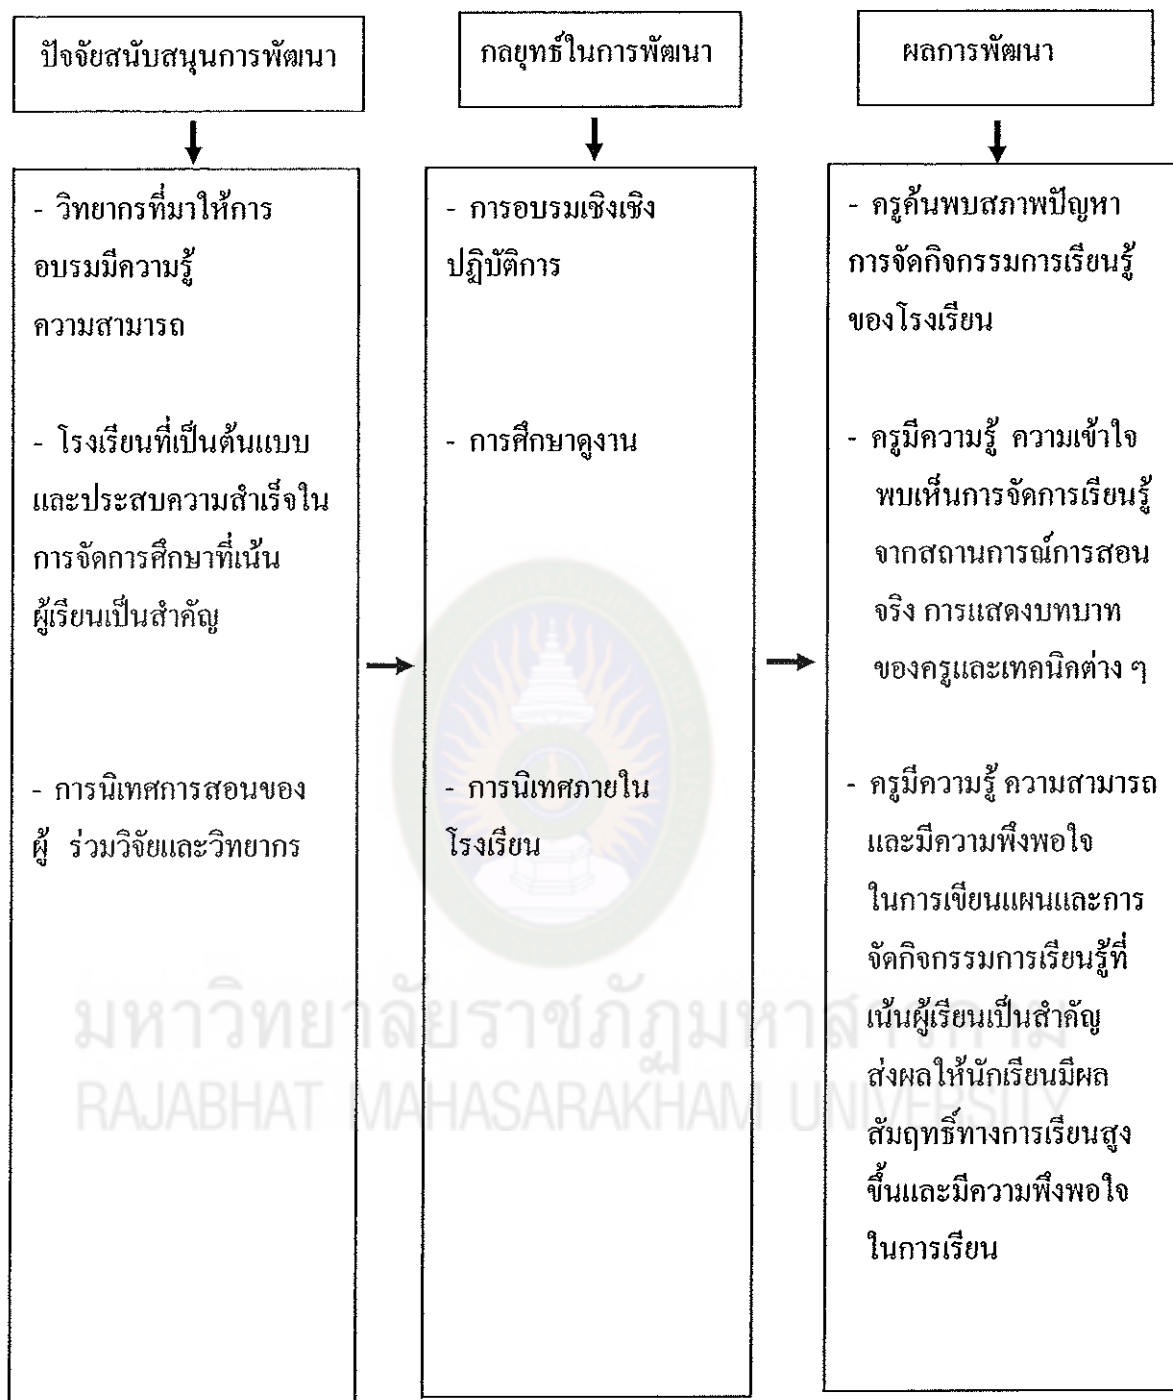 ปัจจัยสนับสนุนการพัฒนา
- วิทยากรที่มาให้การ
อบรมมีความรู้
ความสามารถ
- โรงเรียนที่เป็นต้นแบบ
และประสบความสำเร็จใน
การจัดการศึกษาที่เน้น
ผู้เรียนเป็นสำคัญ
- การนิเทศการสอนของ
ผู้ ร่วมวิจัยและวิทยากร
กลยุทธ์ในการพัฒนา
- การอบรมเชิงเชิง
ปฏิบัติการ
- การศึกษาดูงาน
- การนิเทศภายใน
โรงเรียน
ผลการพัฒนา
- ครูค้นพบสภาพปัญหา
การจัดกิจกรรมการเรียนรู้
ของโรงเรียน
- ครูมีความรู้ ความเข้าใจ
พบเห็นการจัดการเรียนรู้
จากสถานการณ์การสอน
จริง การแสดงบทบาท
ของครูและเทคนิคต่าง ๆ
- ครูมีความรู้ ความสามารถ
และมีความพึงพอใจ
ในการเขียนแผนและการ
จัดกิจกรรมการเรียนรู้ที่
เน้นผู้เรียนเป็นสำคัญ
ส่งผลให้นักเรียนมีผล
สัมฤทธิ์ทางการเรียนสูง
ขึ้นและมีความพึงพอใจ
ในการเรียน
มหาวิทยาลัยราชภัฏมหาสารคาม
RAJABHAT MAHASARAKHAM UNIVERSITY